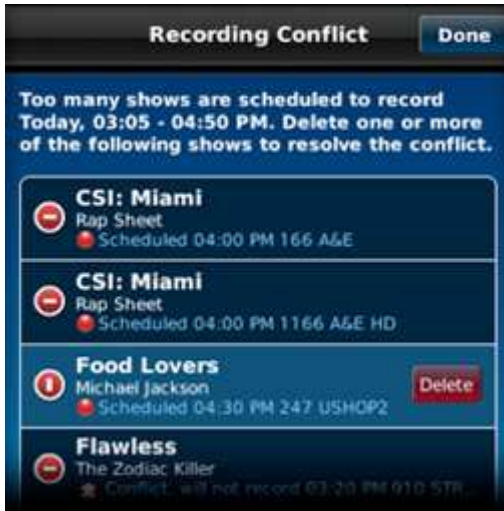 Recording Conflict
Done
Too many shows are scheduled to record
Today, 03:05 - 04:50 PM. Delete one or more
of the following shows to resolve the conflict.
CSI: Miami
Rap Sheet
Scheduled 04:00 PM 166 A&E
CSI: Miami
Rap Sheet
Scheduled 04:00 PM 1166 A&E HD
Food Lovers
Michael Jackson
Scheduled 04:30 PM 247 USHOP2
Delete
Flawless
The Zodiac Killer
Conflict, will not record 03:20 PM 910 STR...